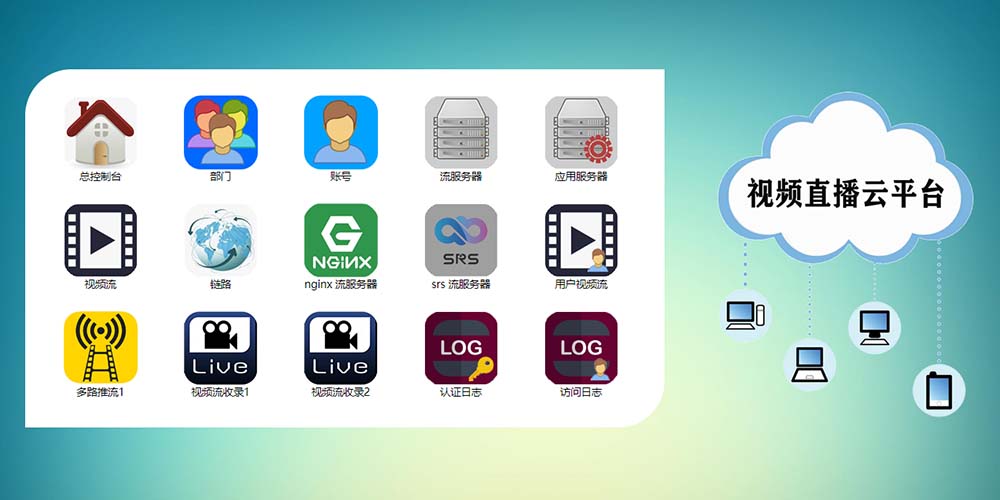 总控制台
部门
账号
流服务器
应用服务器
视频流
链路
NGiNX
nginx 流服务器
SRS
srs 流服务器
用户视频流
多路推流1
Live
视频流收录1
Live
视频流收录2
LOG
认证日志
LOG
访问日志
视频直播云平台